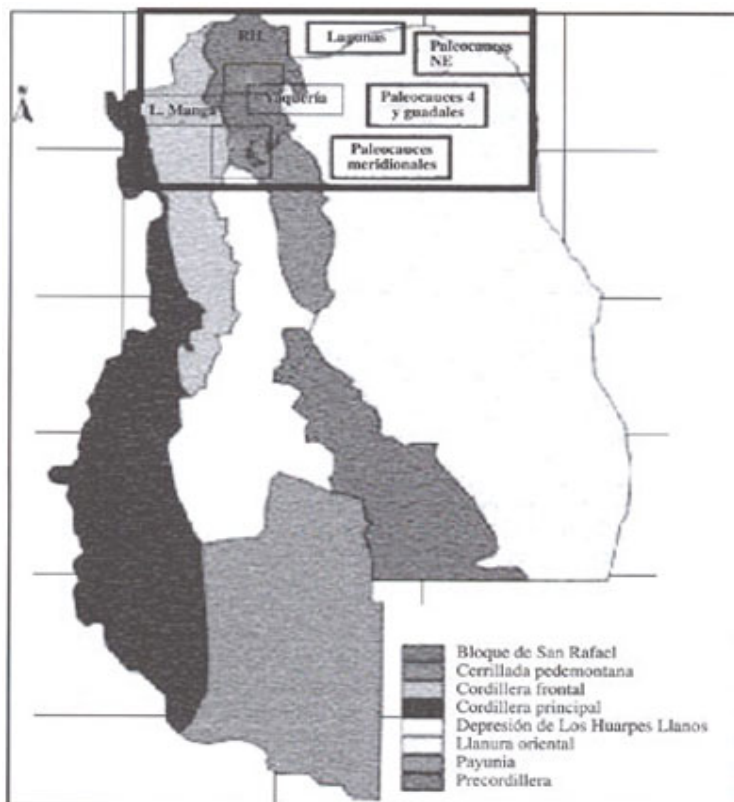 RH.
Lagunas
Paleocauces
NE
Vaquería
L. Manga
Paleocauces 4
y guadales
Paleocauces
meridionales
Bloque de San Rafael
Cerrillada pedemontana
Cordillera frontal
Cordillera principal
Depresión de Los Huarpes Llanos
Llanura oriental
Payunia
Precordillera